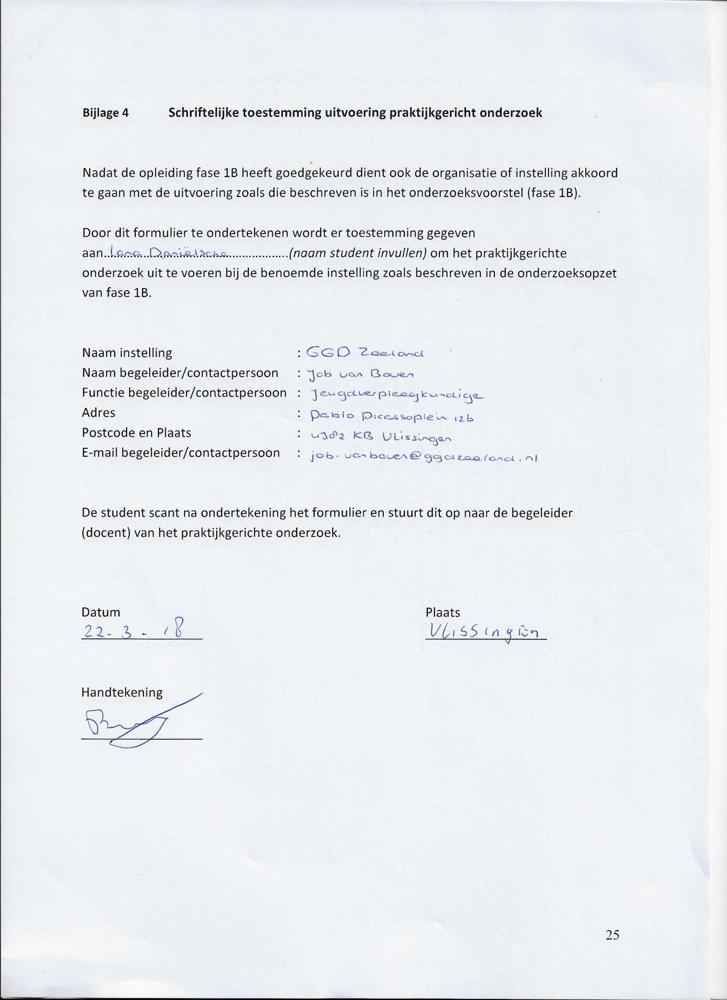 Bijlage 4 Schriftelijke toestemming uitvoering praktijkgericht onderzoek
Nadat de opleiding fase 1B heeft goedgekeurd dient ook de organisatie of instelling akkoord
te gaan met de uitvoering zoals die beschreven is in het onderzoeksvoorstel (fase 1B).
Door dit formulier te ondertekenen wordt er toestemming gegeven
aan..Lana Daniëlsche..................(naam student invullen) om het praktijkgerichte
onderzoek uit te voeren bij de benoemde instelling zoals beschreven in de onderzoeksopzet
van fase 1B.
Naam instelling : GGD Zeeland
Naam begeleider/contactpersoon : Job van Boven
Functie begeleider/contactpersoon : Jeugdverpleegkundige
Adres : Pablo Picassoplein 126
Postcode en Plaats : 4382 KB Vlissingen
E-mail begeleider/contactpersoon : job.vanboven@ggdzeeland.nl
De student scant na ondertekening het formulier en stuurt dit op naar de begeleider
(docent) van het praktijkgerichte onderzoek.
Datum Plaats
22-3-18 Vlissingen
Handtekening
25